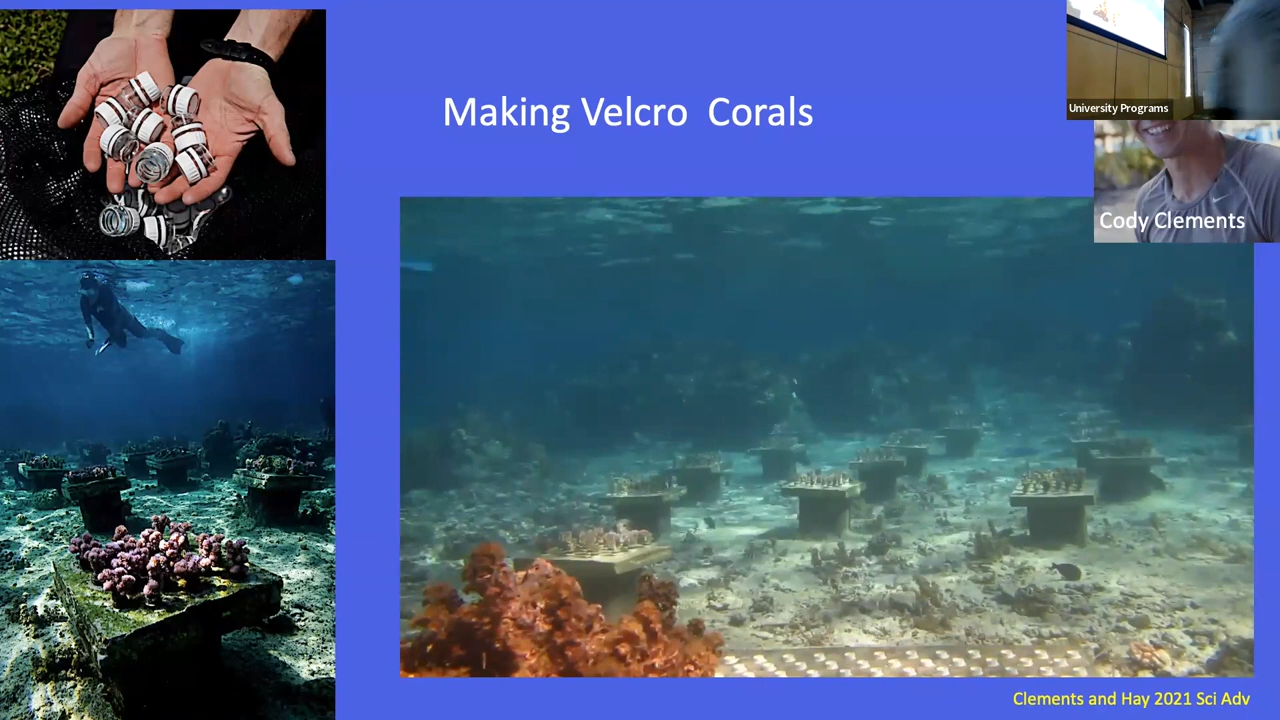 University Programs
Making Velcro Corals
Cody Clements
Clements and Hay 2021 Sci Adv